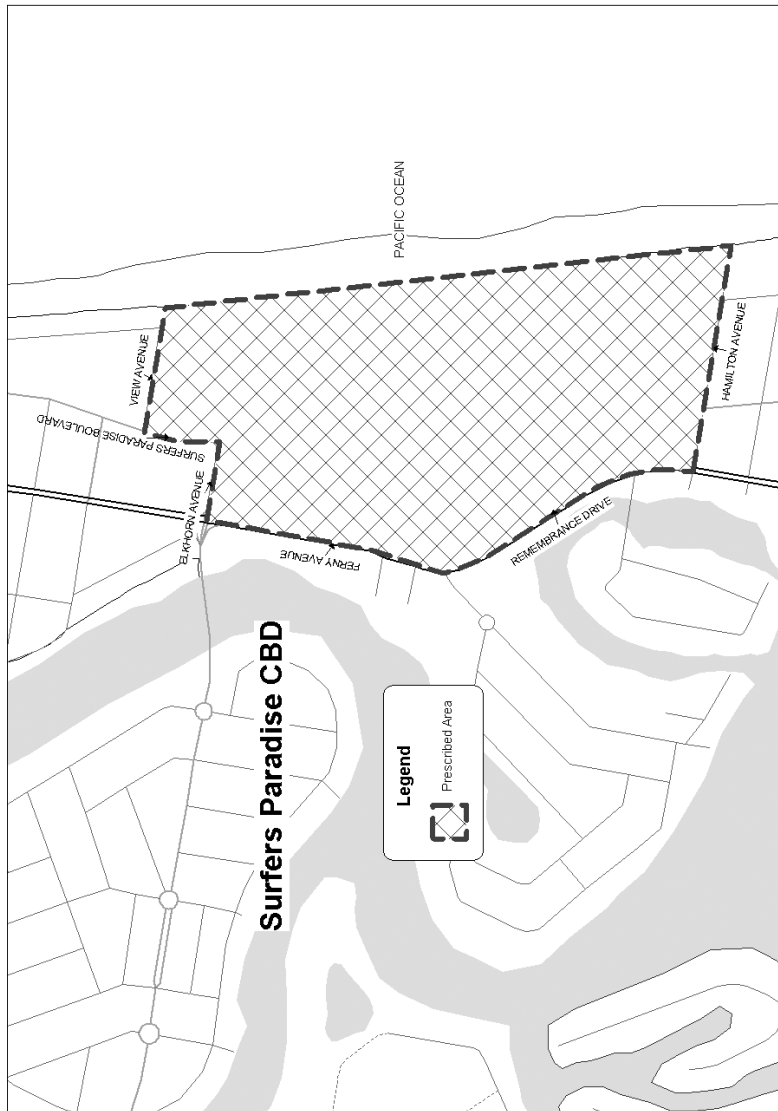 PACIFIC OCEAN
VIEW AVENUE
SURFERS PARADISE BOULEVARD
ELKHORN AVENUE
FERNY AVENUE
REMEMBRANCE DRIVE
HAMILTON AVENUE
Surfers Paradise CBD
Legend
Prescribed Area